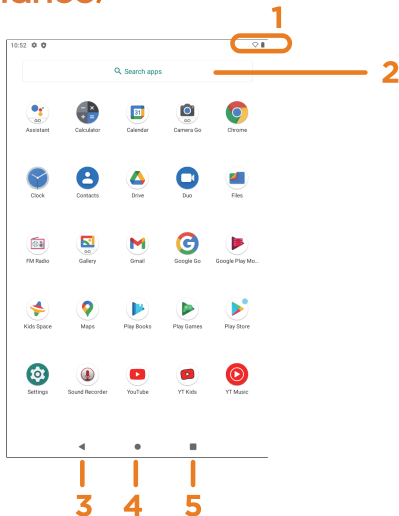 1
10:52
Search apps
2
Assistant Calculator Calendar Camera Go Chrome
Clock Contacts Drive Duo Files
FM Radio Gallery Gmail Google Go Google Play Mo...
Kids Space Maps Play Books Play Games Play Store
Settings Sound Recorder YouTube YT Kids YT Music
3 4 5